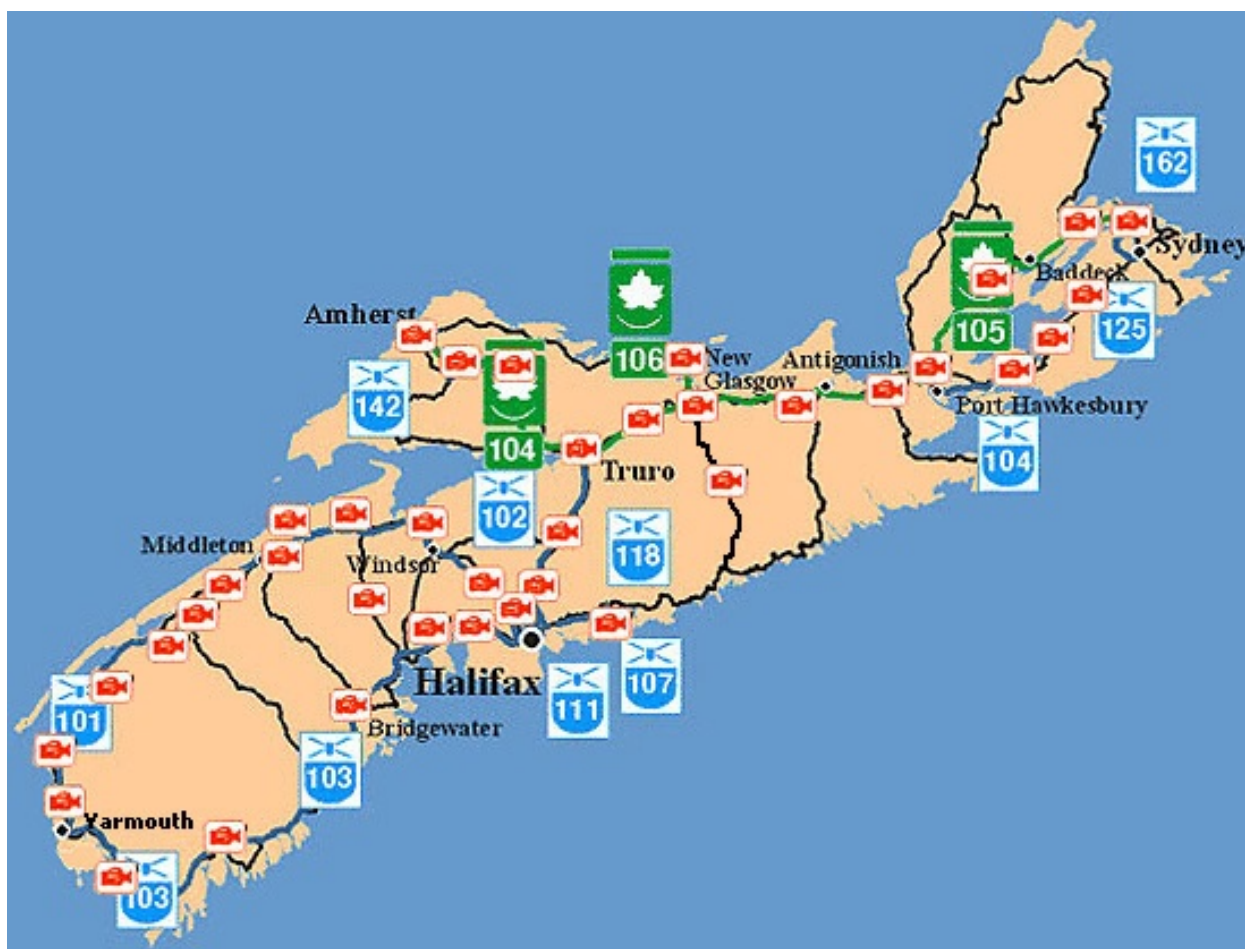 162
Sydney
Baddeck
105
125
Amherst
106
New
Glasgow
Antigonish
142
Port Hawkesbury
104
Truro
104
102
Middleton
Windsor
118
Halifax
107
111
101
Bridgewater
103
Yarmouth
103